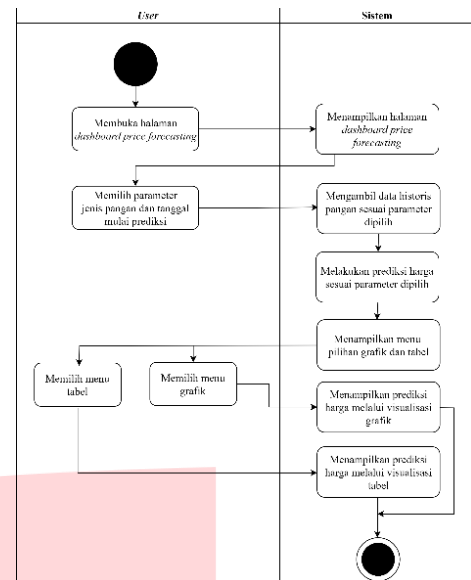 User
Sistem
Membuka halaman
dashboard price forecasting
Menampilkan halaman
dashboard price
forecasting
Memilih parameter
jenis pangan dan tanggal
mulai prediksi
Mengambil data historis
pangan sesuai parameter
dipilih
Melakukan prediksi harga
sesuai parameter dipilih
Menampilkan menu
pilihan grafik dan tabel
Memilih menu
tabel
Memilih menu
grafik
Menampilkan prediksi
harga melalui visualisasi
grafik
Menampilkan prediksi
harga melalui visualisasi
tabel